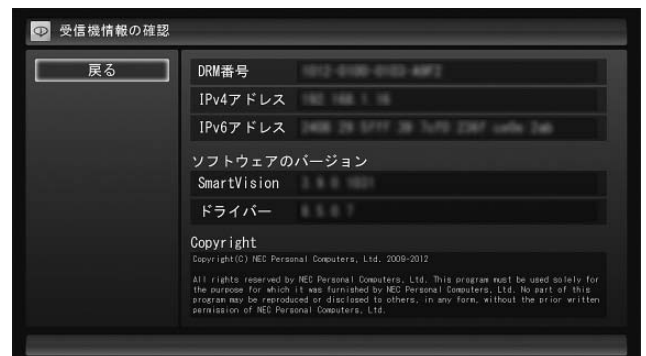 受信機情報の確認
戻る
DRM番号
IPv4アドレス
IPv6アドレス
ソフトウェアのバージョン
SmartVision
ドライバー
Copyright
Copyright(C) NEC Personal Computers, Ltd. 2009-2012
All rights reserved by NEC Personal Computers, Ltd. This program must be used solely for
the purpose for which it was furnished by NEC Personal Computers, Ltd. No part of this
program may be reproduced or disclosed to others, in any form, without the prior written
permission of NEC Personal Computers, Ltd.